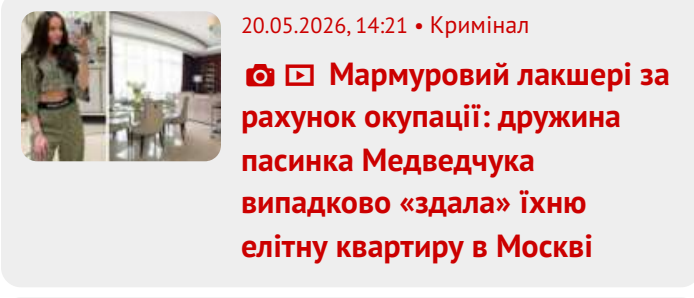 20.05.2026, 14:21 • Кримінал
Мармуровий лакшері за
рахунок окупації: дружина
пасинка Медведчука
випадково «здала» їхню
елітну квартиру в Москві